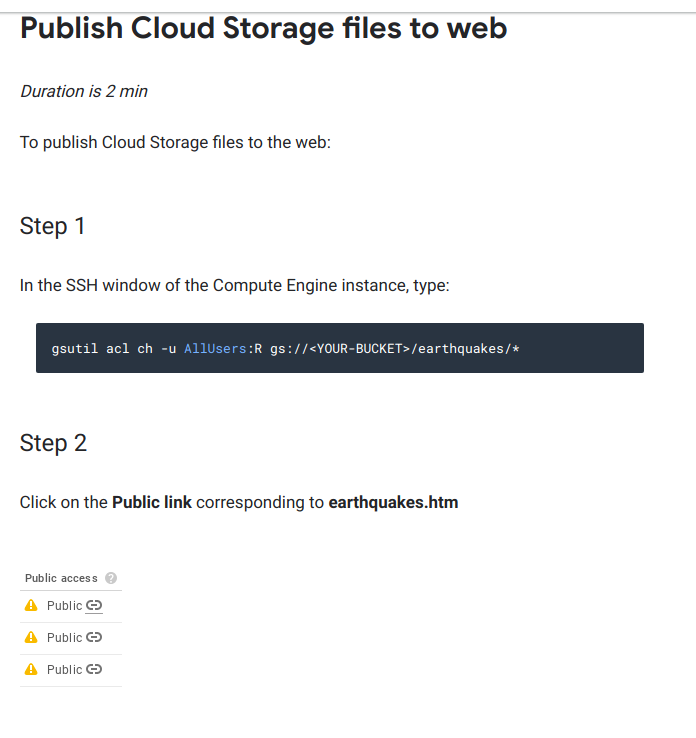 Publish Cloud Storage files to web
Duration is 2 min
To publish Cloud Storage files to the web:
Step 1
In the SSH window of the Compute Engine instance, type:
gsutil acl ch -u AllUsers:R gs://<YOUR-BUCKET>/earthquakes/*
Step 2
Click on the Public link corresponding to earthquakes.htm
Public access ?
Public
Public
Public